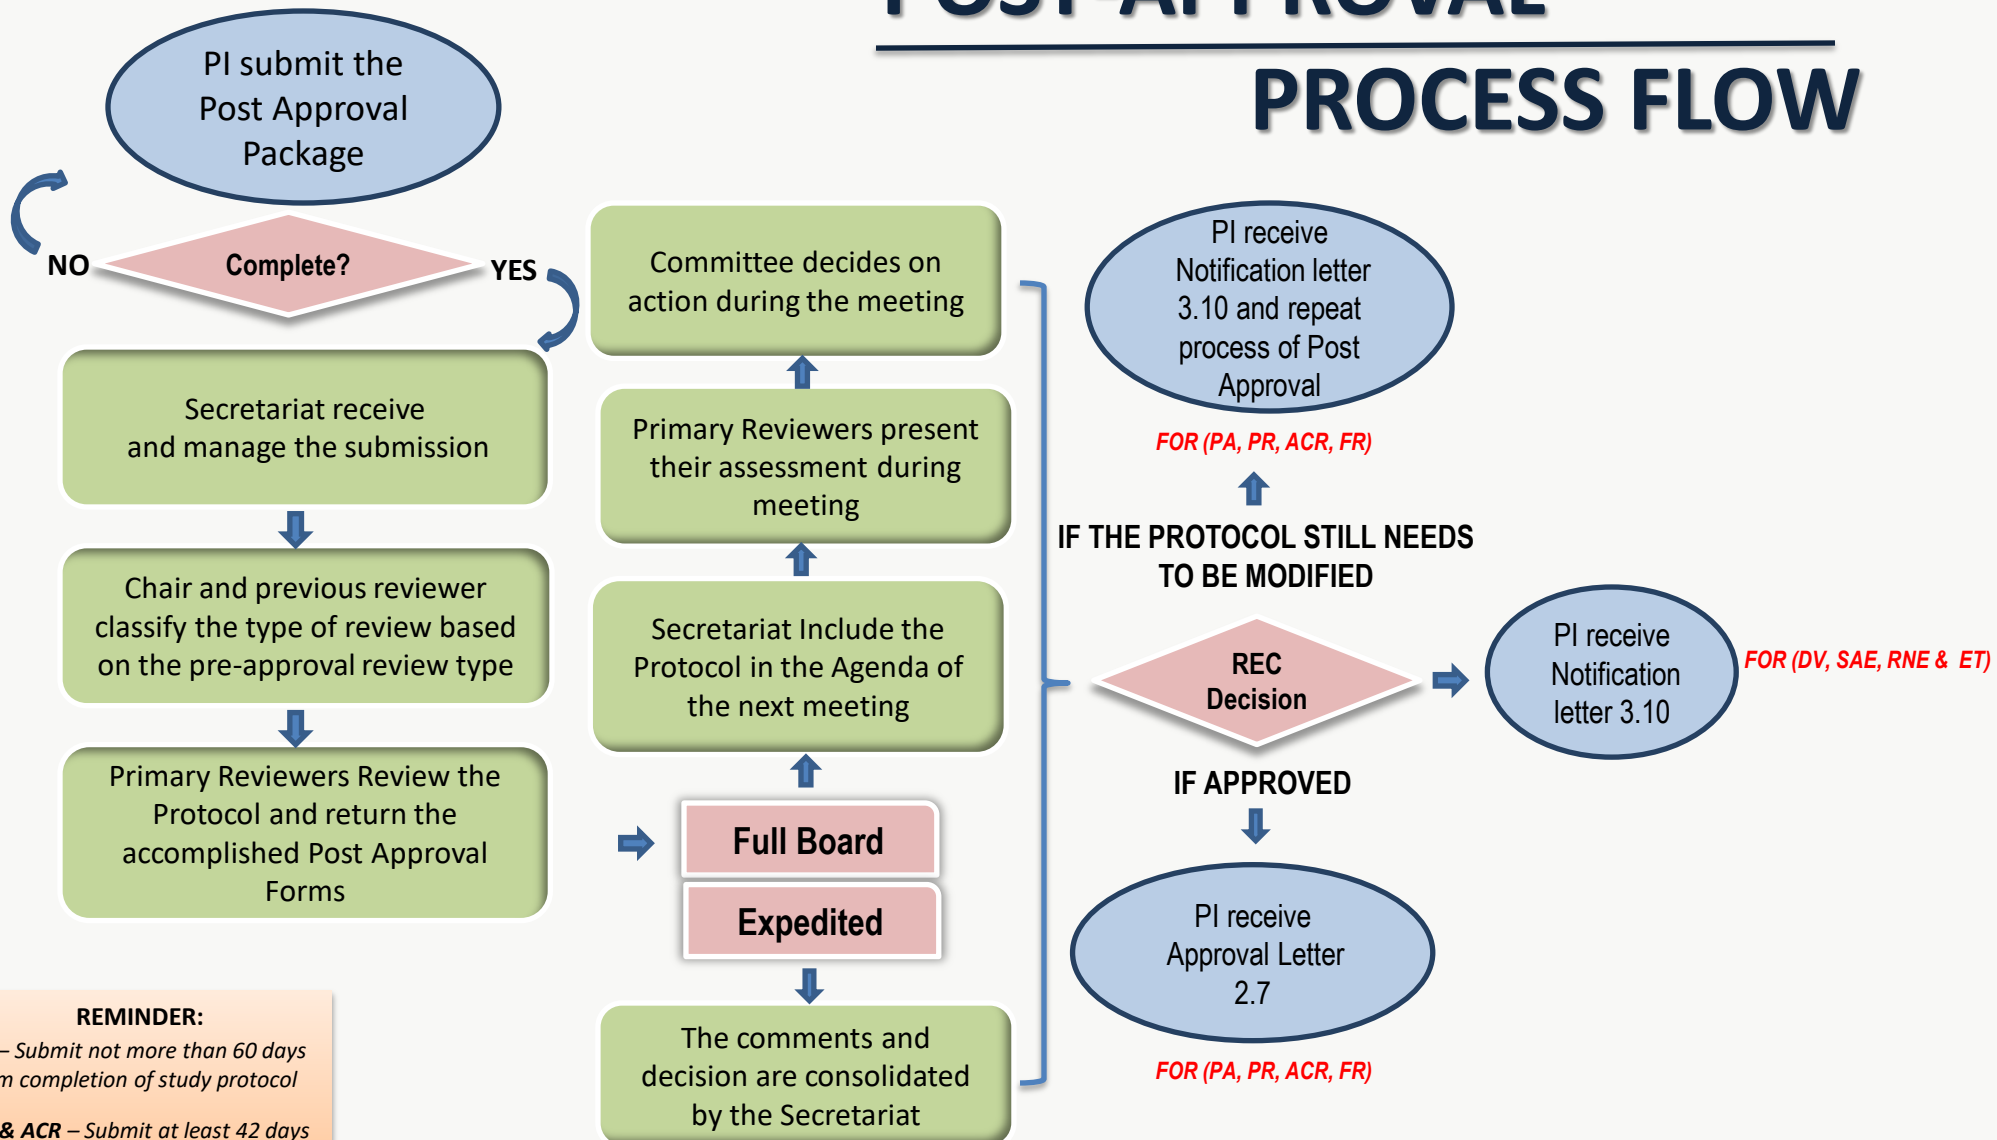 POST-APPROVAL
PROCESS FLOW
PI submit the
Post Approval
Package
NO
Complete?
YES
Secretariat receive
and manage the submission
Chair and previous reviewer
classify the type of review based
on the pre-approval review type
Primary Reviewers Review the
Protocol and return the
accomplished Post Approval
Forms
Committee decides on
action during the meeting
Primary Reviewers present
their assessment during
meeting
Secretariat Include the
Protocol in the Agenda of
the next meeting
Full Board
Expedited
The comments and
decision are consolidated
by the Secretariat
PI receive
Notification letter
3.10 and repeat
process of Post
Approval
FOR (PA, PR, ACR, FR)
IF THE PROTOCOL STILL NEEDS
TO BE MODIFIED
REC
Decision
PI receive
Notification
letter 3.10
FOR (DV, SAE, RNE & ET)
IF APPROVED
PI receive
Approval Letter
2.7
FOR (PA, PR, ACR, FR)
REMINDER:
– Submit not more than 60 days
completion of study protocol
& ACR – Submit at least 42 days